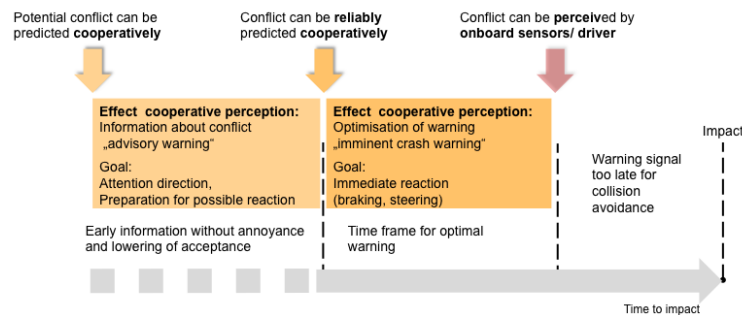 Potential conflict can be
predicted cooperatively
Conflict can be reliably
predicted cooperatively
Conflict can be perceived by
onboard sensors/ driver
Effect  cooperative perception:
Information about conflict
„advisory warning“
Goal:
Attention direction,
Preparation for possible reaction
Effect  cooperative perception:
Optimisation of warning
„imminent crash warning“
Goal:
Immediate reaction
(braking, steering)
Impact
Warning signal
too late for
collision
avoidance
Early information without annoyance
and lowering of acceptance
Time frame for optimal
warning
Time to impact